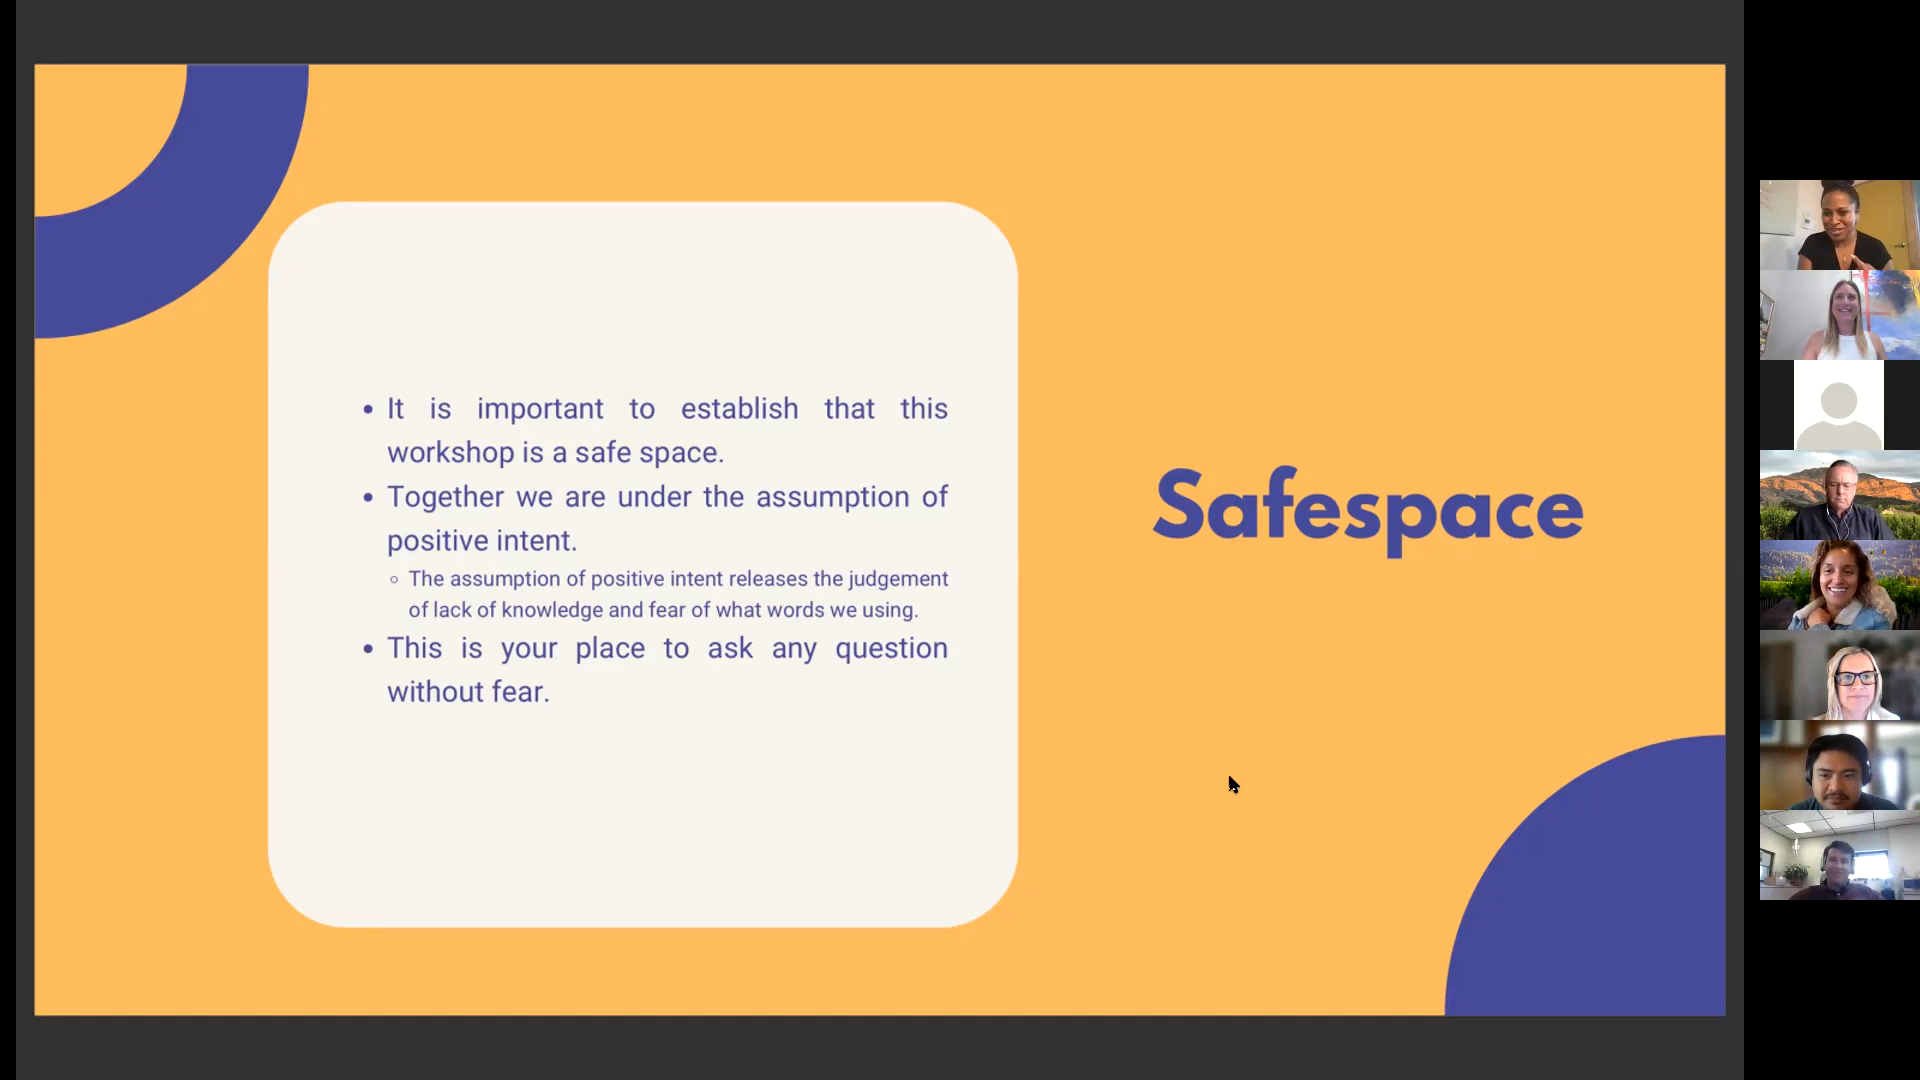 It is important to establish that this
workshop is a safe space.
Together we are under the assumption of
positive intent.
The assumption of positive intent releases the judgement
of lack of knowledge and fear of what words we using.
This is your place to ask any question
without fear.
Safespace